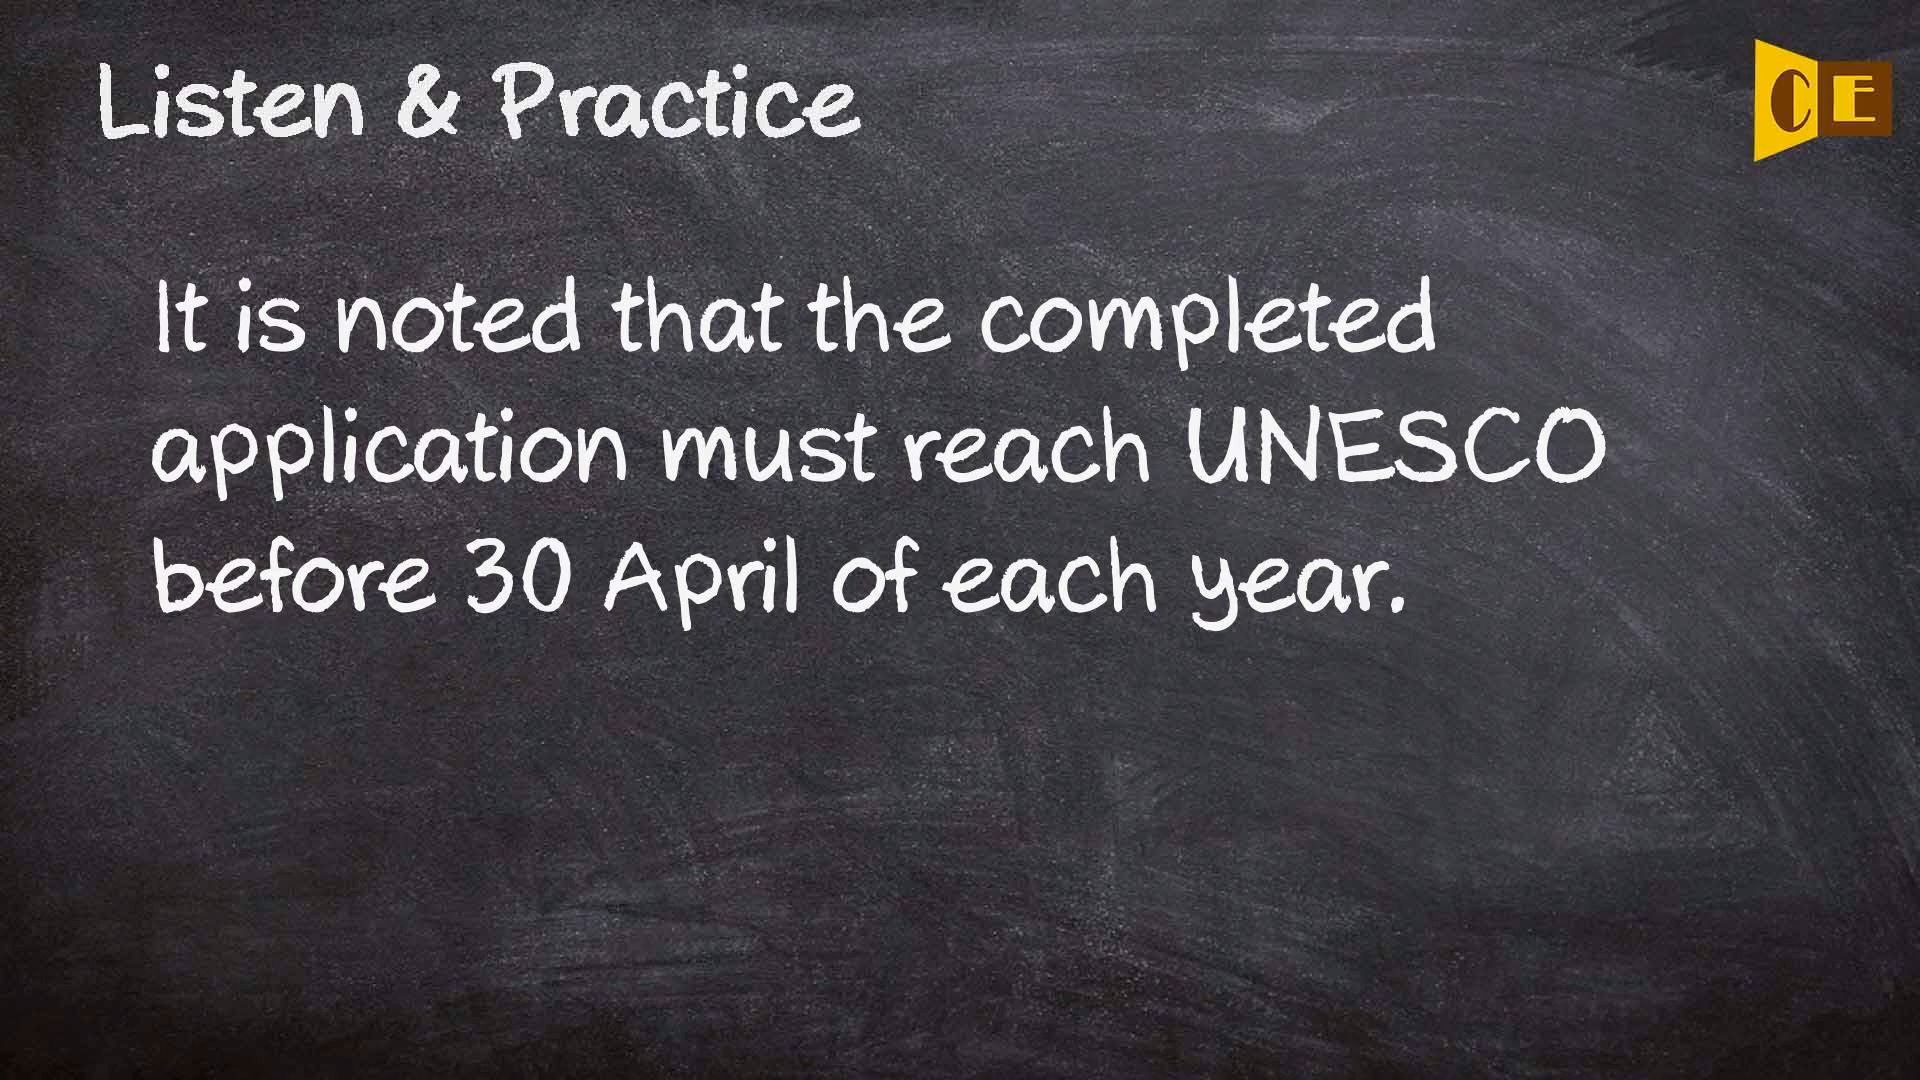 Listen & Practice
CE
It is noted that the completed
application must reach UNESCO
before 30 April of each year.